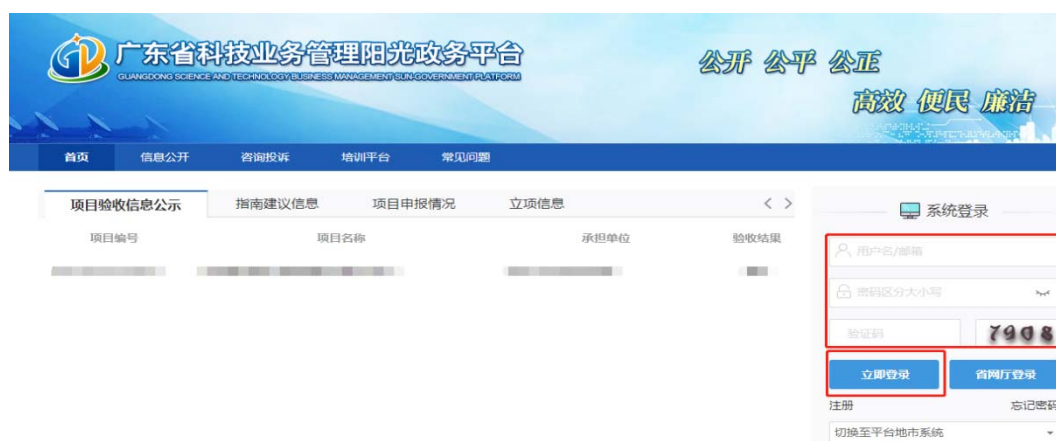 广东省科技业务管理阳光政务平台
GUANGDONG SCIENCE AND TECHNOLOGY BUSINESS MANAGEMENT SUN GOVERNMENT PLATFORM
公开 公平 公正
高效 便民 廉洁
首页 信息公开 咨询投诉 培训平台 常见问题
项目验收信息公示 指南建议信息 项目申报情况 立项信息 < >
项目编号 项目名称 承担单位 验收结果
系统登录
用户名/邮箱
密码区分大小写
验证码 7908
立即登录 省网厅登录
注册 忘记密码
切换至平台地市系统